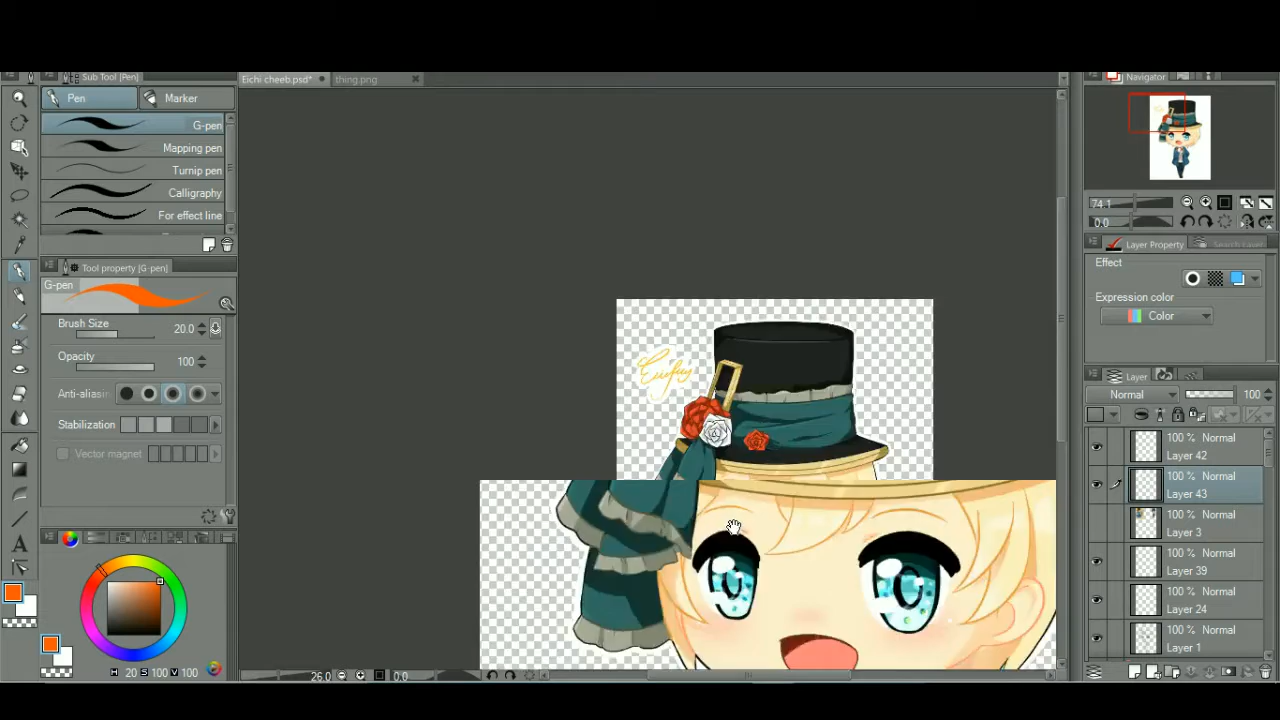 Sub Tool [Pen]
Eichi cheeb.psd*
thing.png
Navigator
Pen
Marker
G-pen
Mapping pen
Turnip pen
Calligraphy
For effect line
74.1
0.0
Layer Property
Search Layer
Tool property [G-pen]
G-pen
Effect
Expression color
Color
Brush Size
20.0
Opacity
100
Anti-aliasin
Stabilization
Vector magnet
Layer
Normal
100
100 % Normal
Layer 42
100 % Normal
Layer 43
100 % Normal
Layer 3
100 % Normal
Layer 39
100 % Normal
Layer 24
100 % Normal
Layer 1
H 20 S 100 V 100
26.0
0.0